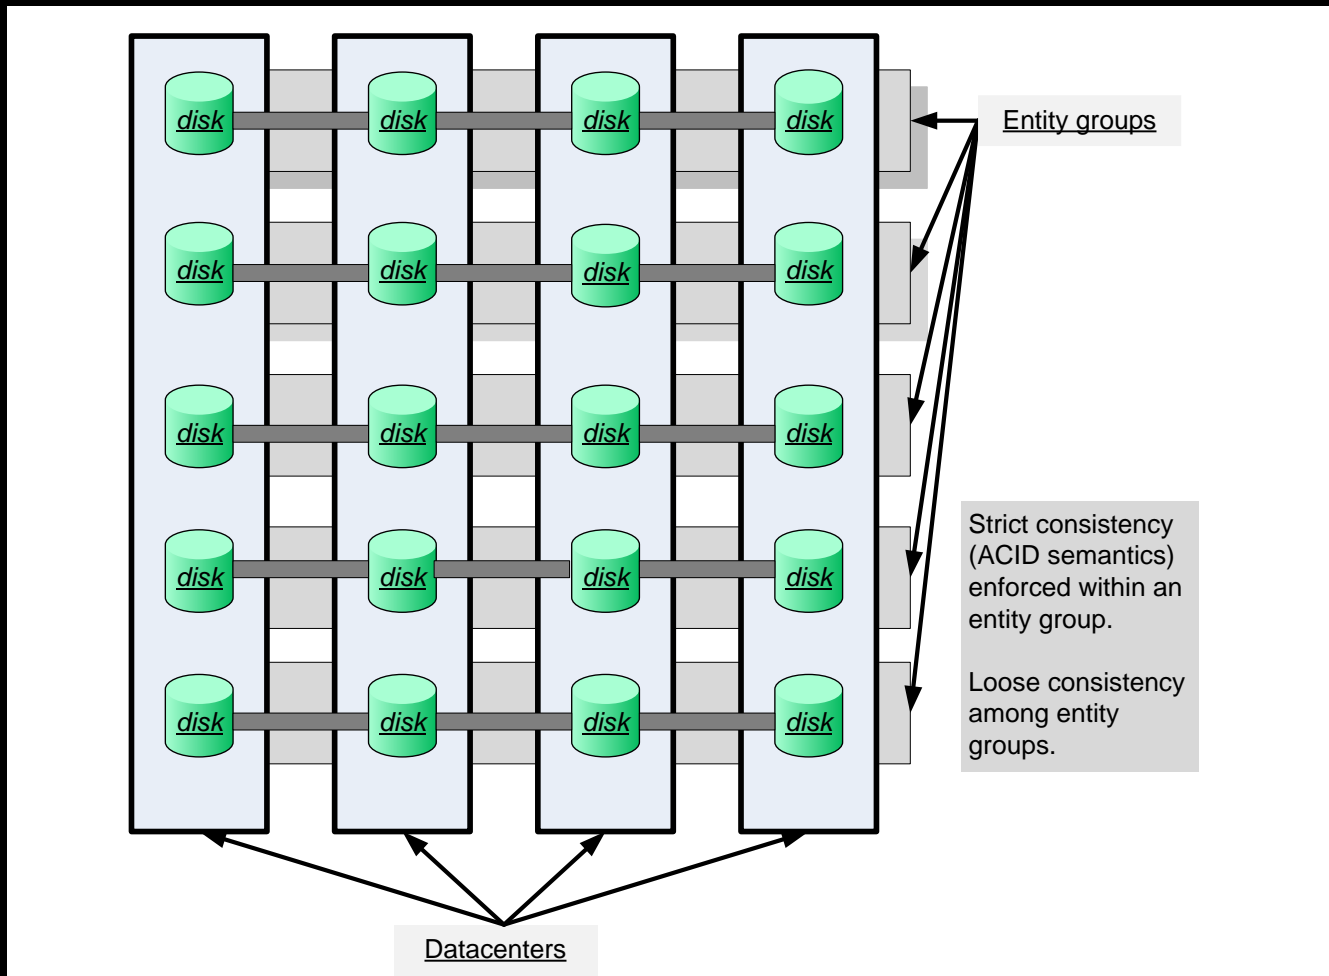 disk disk disk disk
Entity groups
disk disk disk disk
disk disk disk disk
Strict consistency
(ACID semantics)
enforced within an
entity group.
disk disk disk disk
Loose consistency
among entity
groups.
disk disk disk disk
Datacenters